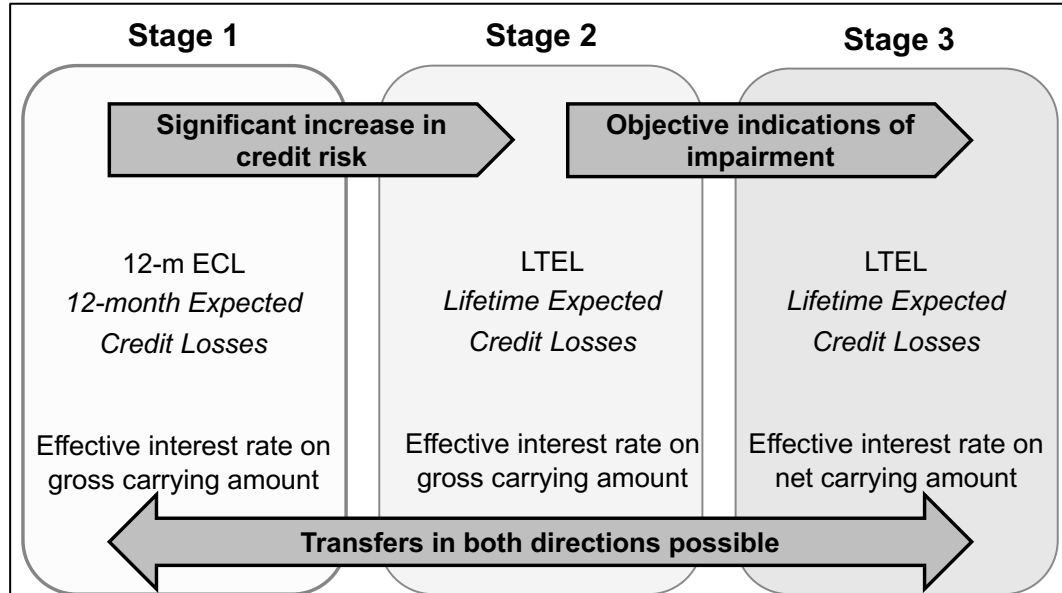 Stage 1
Stage 2
Stage 3
Significant increase in
credit risk
Objective indications of
impairment
12-m ECL
12-month Expected
Credit Losses
LTEL
Lifetime Expected
Credit Losses
LTEL
Lifetime Expected
Credit Losses
Effective interest rate on
gross carrying amount
Effective interest rate on
gross carrying amount
Effective interest rate on
net carrying amount
Transfers in both directions possible